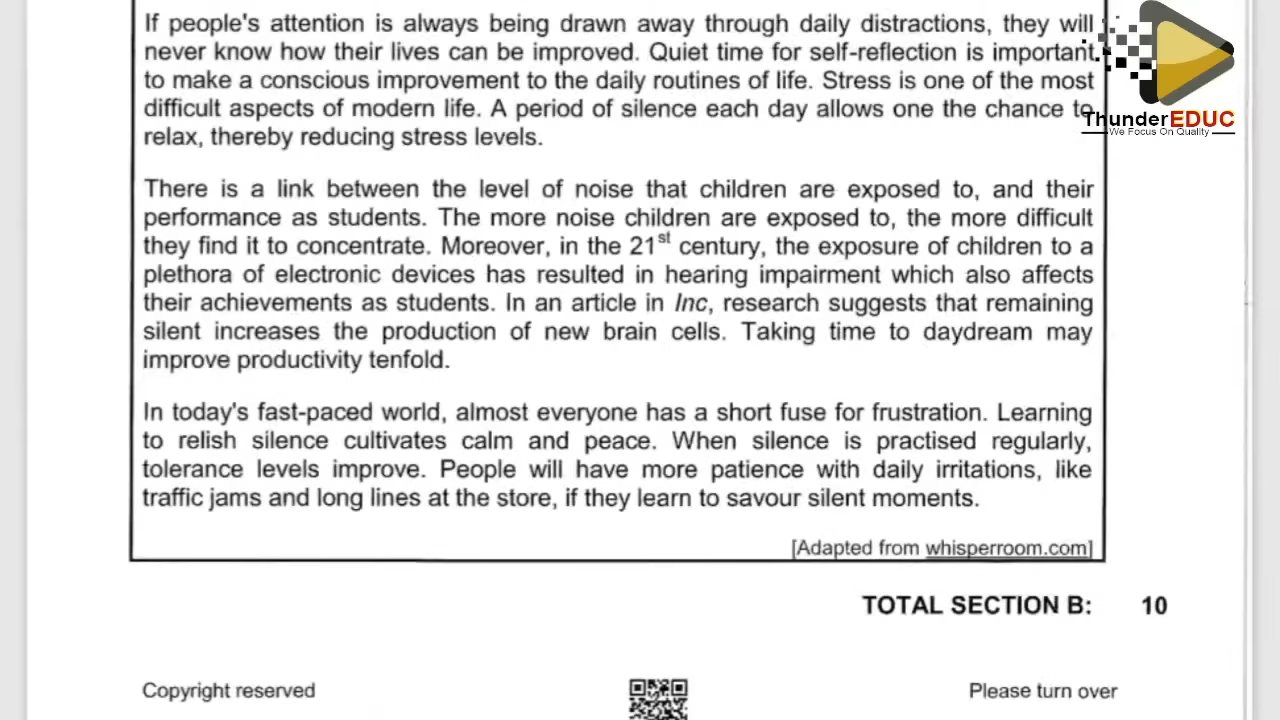 If people's attention is always being drawn away through daily distractions, they will
never know how their lives can be improved. Quiet time for self-reflection is important
to make a conscious improvement to the daily routines of life. Stress is one of the most
difficult aspects of modern life. A period of silence each day allows one the chance to
relax, thereby reducing stress levels.
ThunderEDUC
We Focus On Quality
There is a link between the level of noise that children are exposed to, and their
performance as students. The more noise children are exposed to, the more difficult
they find it to concentrate. Moreover, in the 21st century, the exposure of children to a
plethora of electronic devices has resulted in hearing impairment which also affects
their achievements as students. In an article in Inc, research suggests that remaining
silent increases the production of new brain cells. Taking time to daydream may
improve productivity tenfold.
In today's fast-paced world, almost everyone has a short fuse for frustration. Learning
to relish silence cultivates calm and peace. When silence is practised regularly,
tolerance levels improve. People will have more patience with daily irritations, like
traffic jams and long lines at the store, if they learn to savour silent moments.
[Adapted from whisperroom.com]
TOTAL SECTION B: 10
Copyright reserved
Please turn over